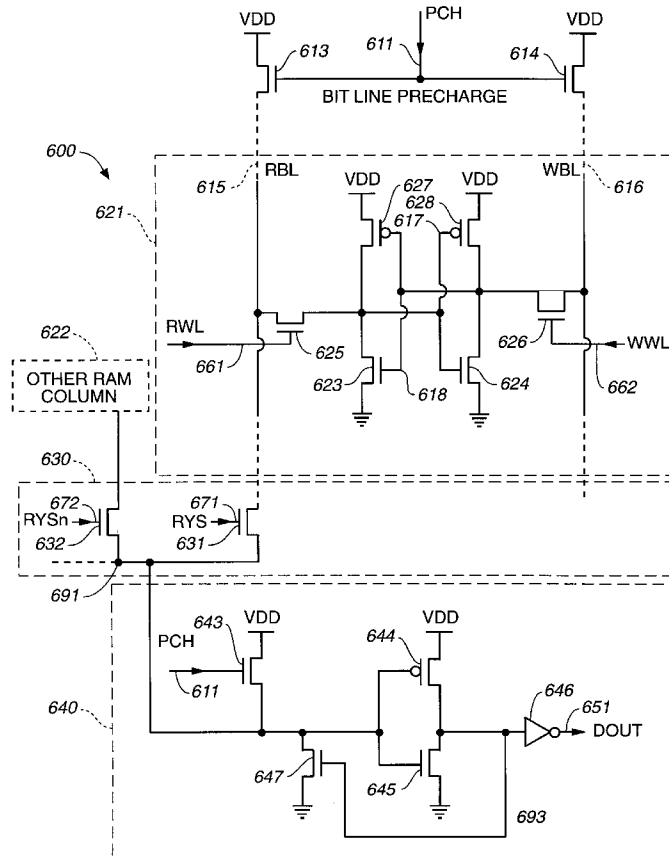 PCH
VDD
VDD
613
611
614
BIT LINE PRECHARGE
600
RBL
WBL
615
616
VDD
627
VDD
628
617
621
RWL
WWL
661
625
626
662
622
623
618
624
OTHER RAM
COLUMN
630
672
671
RYSn
RYS
632
631
691
643
VDD
VDD
644
PCH
611
646
651
640
DOUT
647
645
693